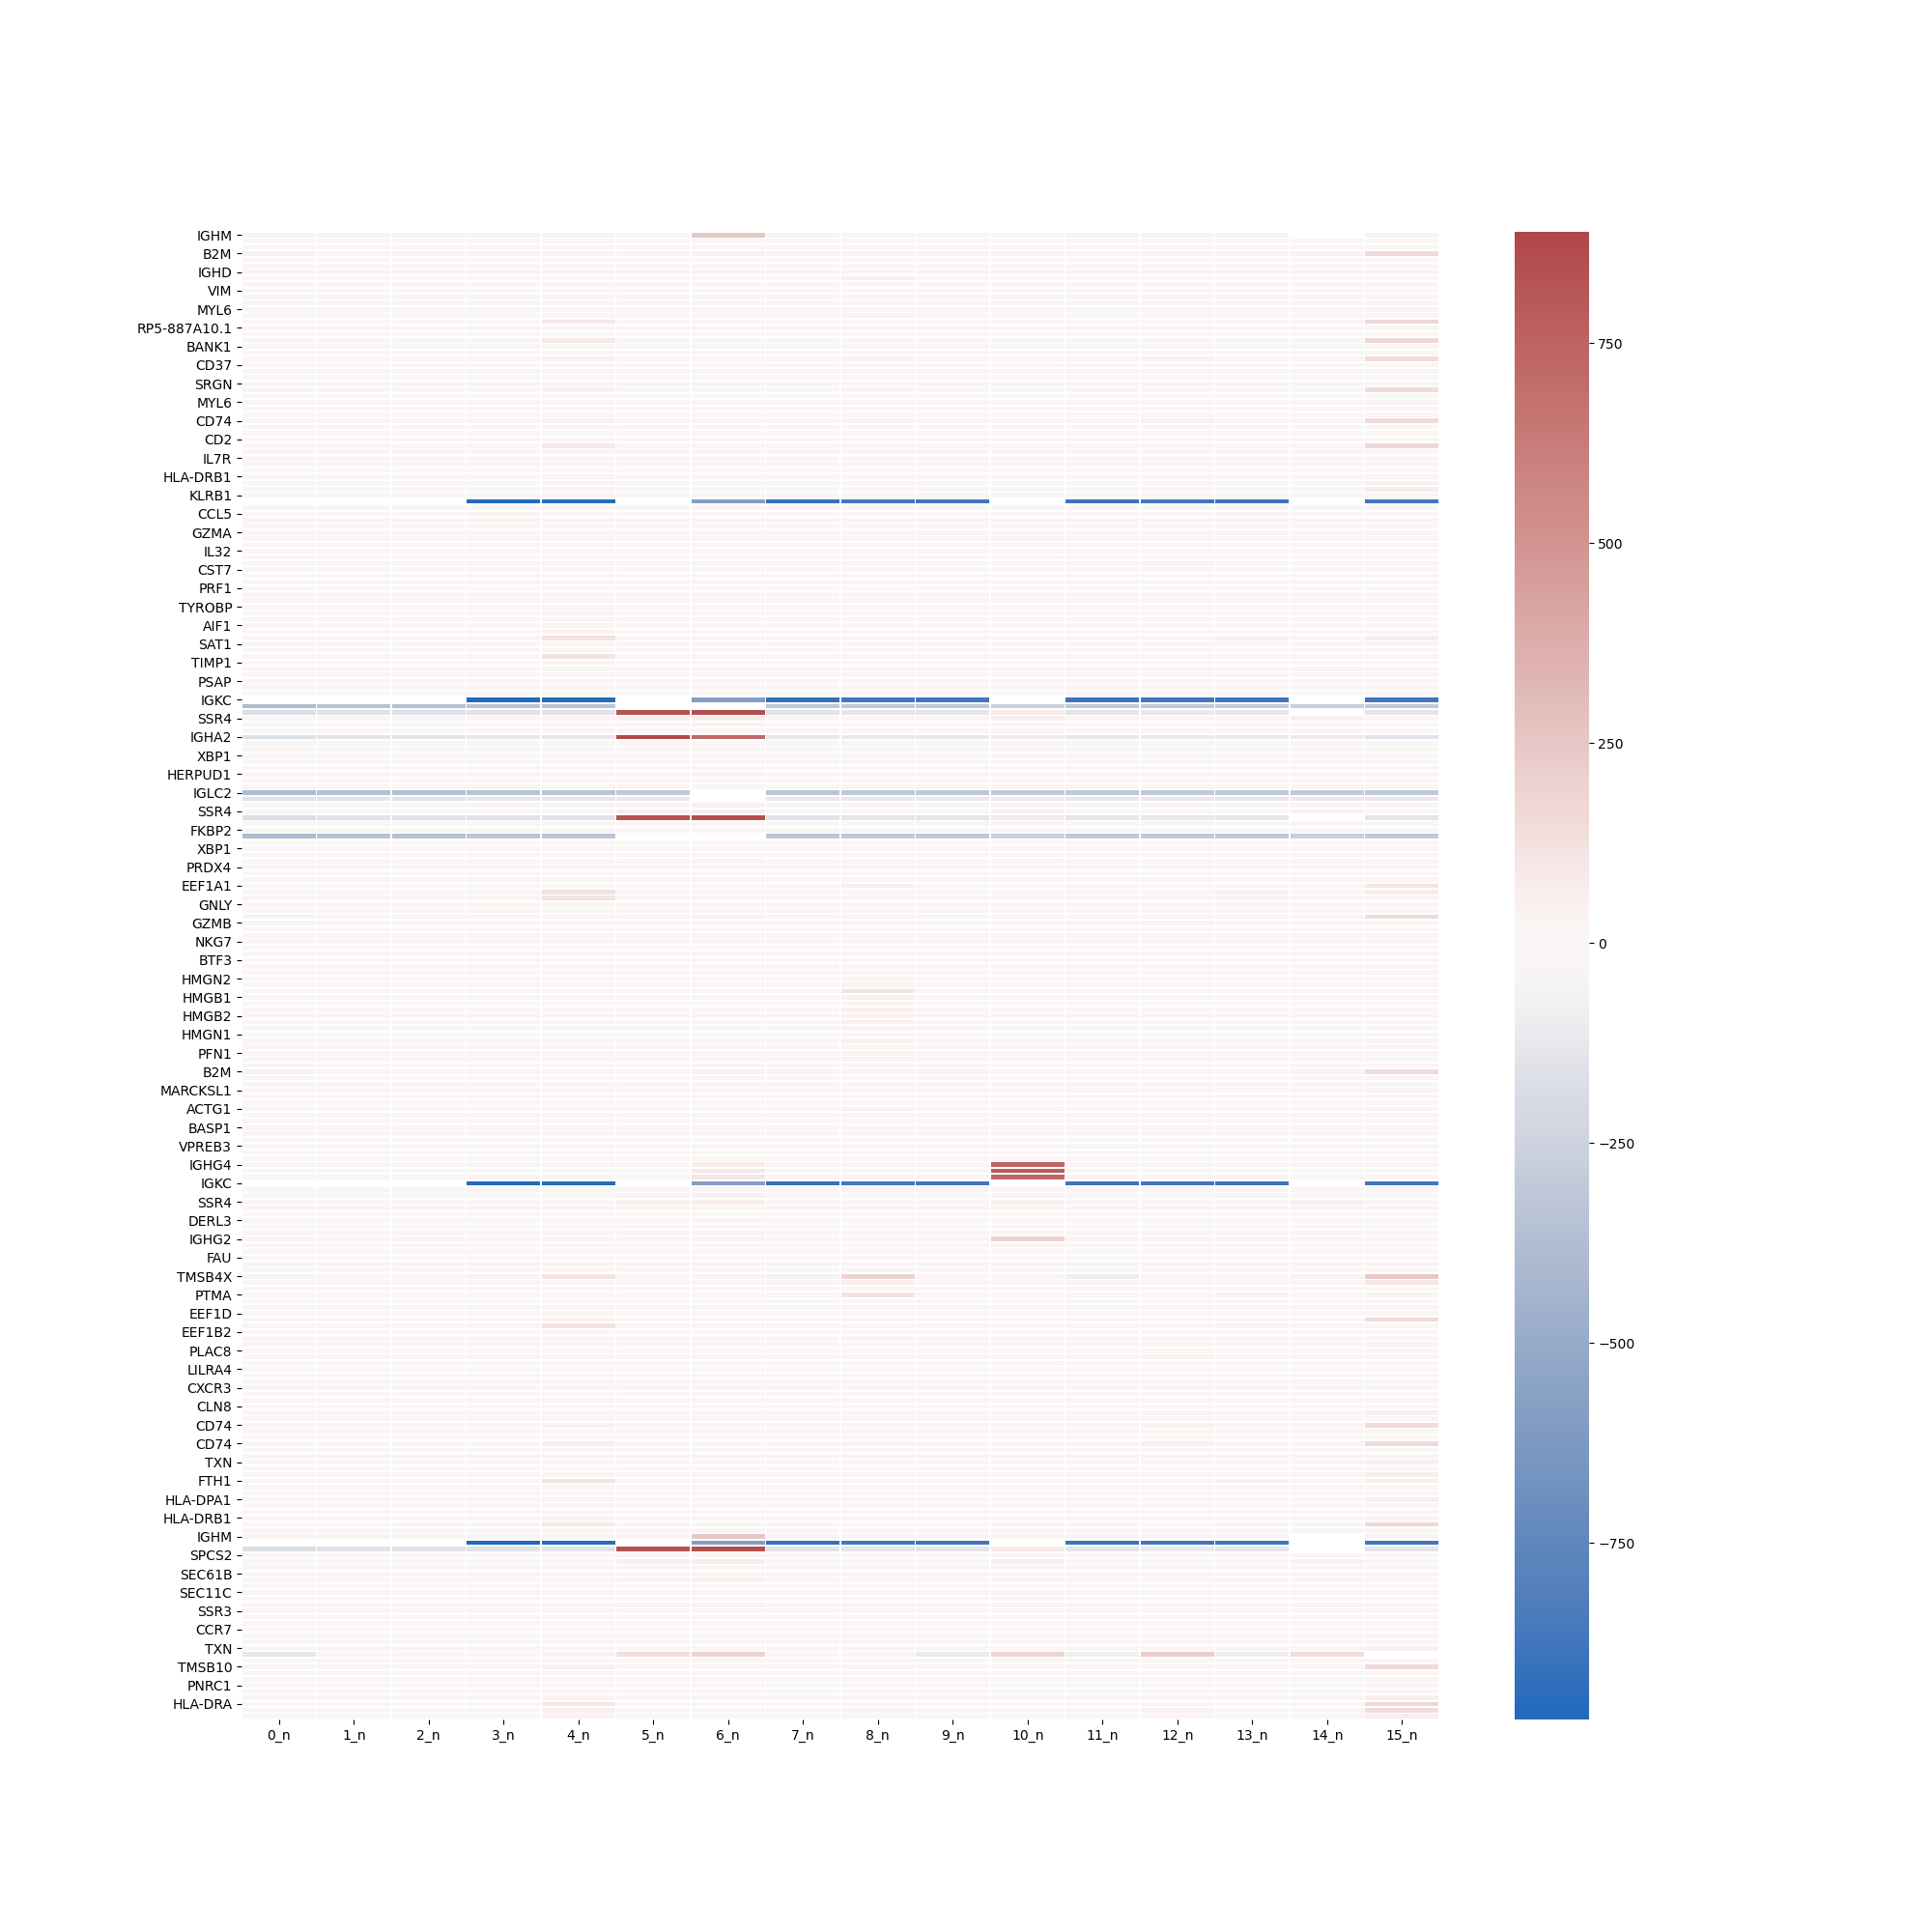 IGHM
B2M
IGHD
VIM
MYL6
RP5-887A10.1
BANK1
CD37
SRGN
MYL6
CD74
CD2
IL7R
HLA-DRB1
KLRB1
CCL5
GZMA
IL32
CST7
PRF1
TYROBP
AIF1
SAT1
TIMP1
PSAP
IGKC
SSR4
IGHA2
XBP1
HERPUD1
IGLC2
SSR4
FKBP2
XBP1
PRDX4
EEF1A1
GNLY
GZMB
NKG7
BTF3
HMGN2
HMGB1
HMGB2
HMGN1
PFN1
B2M
MARCKSL1
ACTG1
BASP1
VPREB3
IGHG4
IGKC
SSR4
DERL3
IGHG2
FAU
TMSB4X
PTMA
EEF1D
EEF1B2
PLAC8
LILRA4
CXCR3
CLN8
CD74
CD74
TXN
FTH1
HLA-DPA1
HLA-DRB1
IGHM
SPCS2
SEC61B
SEC11C
SSR3
CCR7
TXN
TMSB10
PNRC1
HLA-DRA
0_n 1_n 2_n 3_n 4_n 5_n 6_n 7_n 8_n 9_n 10_n 11_n 12_n 13_n 14_n 15_n
750
500
250
0
−250
−500
−750